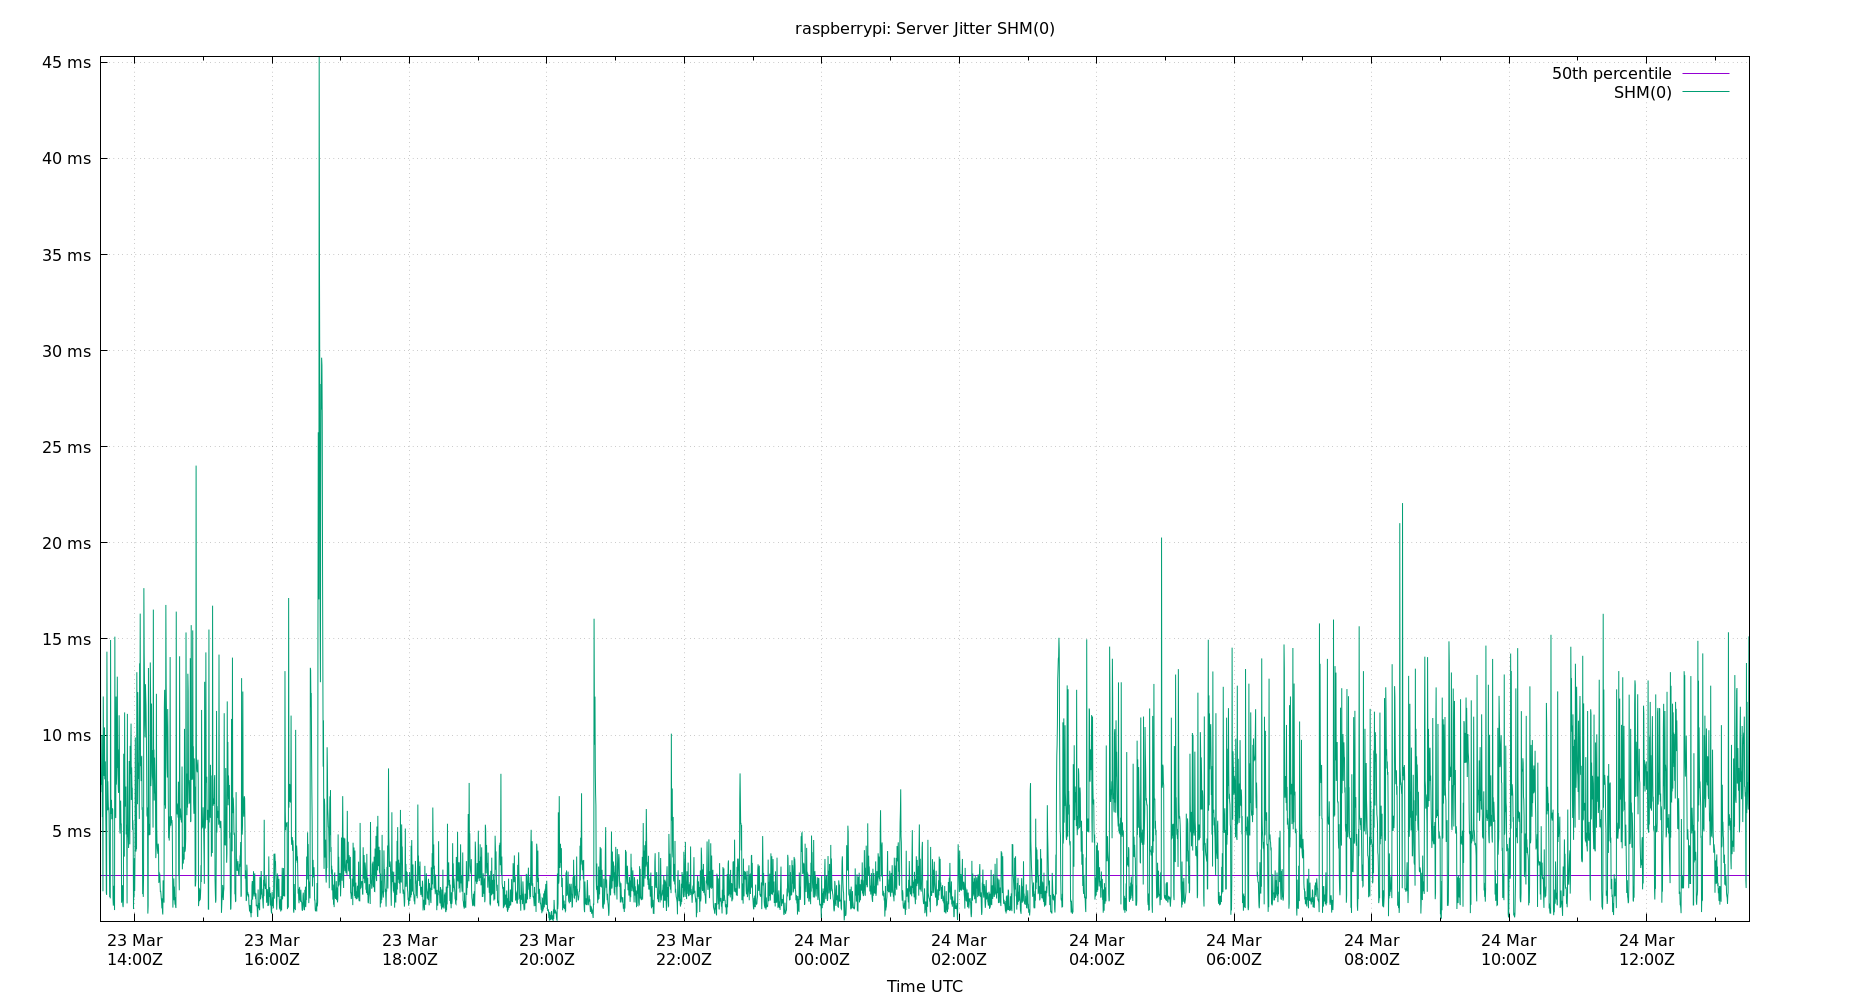 raspberrypi: Server Jitter SHM(0)
45 ms
40 ms
35 ms
30 ms
25 ms
20 ms
15 ms
10 ms
5 ms
50th percentile
SHM(0)
23 Mar 23 Mar 23 Mar 23 Mar 23 Mar 24 Mar 24 Mar 24 Mar 24 Mar 24 Mar 24 Mar 24 Mar
14:00Z 16:00Z 18:00Z 20:00Z 22:00Z 00:00Z 02:00Z 04:00Z 06:00Z 08:00Z 10:00Z 12:00Z
Time UTC